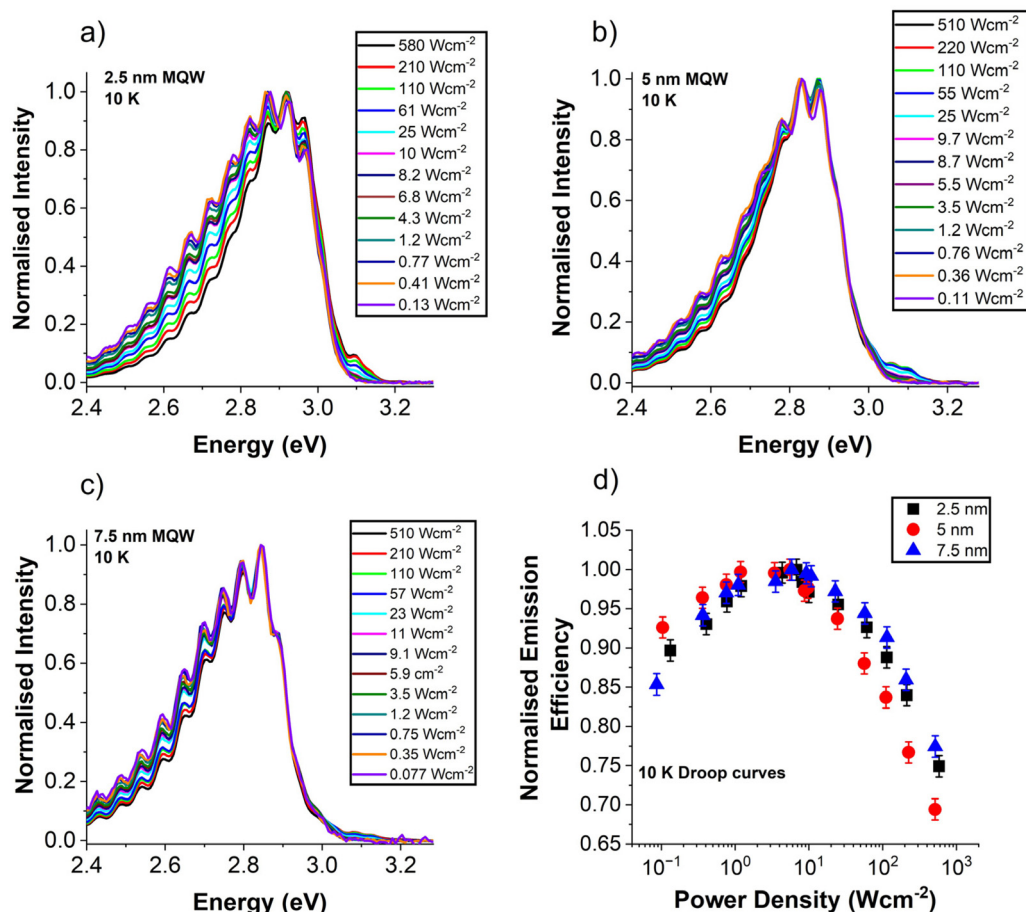 a)
2.5 nm MQW
10 K
580 Wcm-2
210 Wcm-2
110 Wcm-2
61 Wcm-2
25 Wcm-2
10 Wcm-2
8.2 Wcm-2
6.8 Wcm-2
4.3 Wcm-2
1.2 Wcm-2
0.77 Wcm-2
0.41 Wcm-2
0.13 Wcm-2
Normalised Intensity
1.0
0.8
0.6
0.4
0.2
0.0
2.4 2.6 2.8 3.0 3.2
Energy (eV)
b)
5 nm MQW
10 K
510 Wcm-2
220 Wcm-2
110 Wcm-2
55 Wcm-2
25 Wcm-2
9.7 Wcm-2
8.7 Wcm-2
5.5 Wcm-2
3.5 Wcm-2
1.2 Wcm-2
0.76 Wcm-2
0.36 Wcm-2
0.11 Wcm-2
Normalised Intensity
1.0
0.8
0.6
0.4
0.2
0.0
2.4 2.6 2.8 3.0 3.2
Energy (eV)
c)
7.5 nm MQW
10 K
510 Wcm-2
210 Wcm-2
110 Wcm-2
57 Wcm-2
23 Wcm-2
11 Wcm-2
9.1 Wcm-2
5.9 cm-2
3.5 Wcm-2
1.2 Wcm-2
0.75 Wcm-2
0.35 Wcm-2
0.077 Wcm-2
Normalised Intensity
1.0
0.8
0.6
0.4
0.2
0.0
2.4 2.6 2.8 3.0 3.2
Energy (eV)
d)
2.5 nm
5 nm
7.5 nm
Normalised Emission
Efficiency
1.05
1.00
0.95
0.90
0.85
0.80
0.75
0.70
0.65
10 K Droop curves
10-1 100 101 102 103
Power Density (Wcm-2)